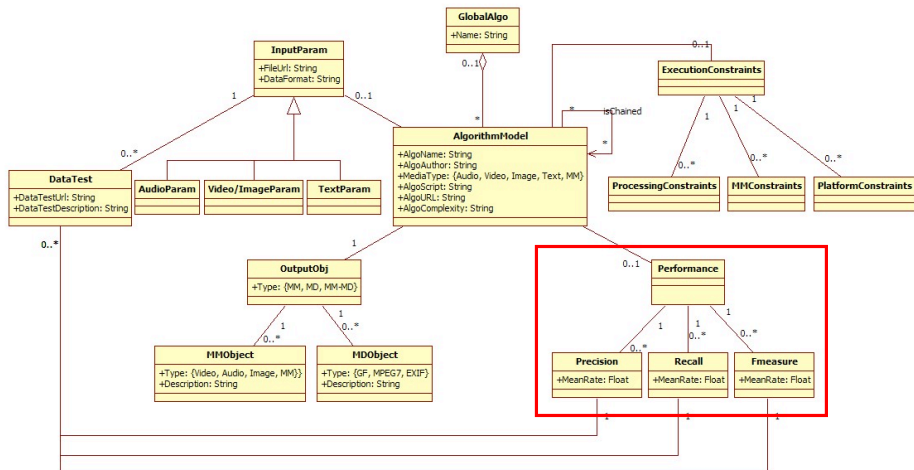 GlobalAlgo
+Name: String
0..1
*
InputParam
+FileUrl: String
+DataFormat: String
1
0..1
0..*
0..1
ExecutionConstraints
1
1
1
0..*
0..*
0..*
ProcessingConstraints
MMConstraints
PlatformConstraints
*
isChained
*
AlgorithmModel
+AlgoName: String
+AlgoAuthor: String
+MediaType: {Audio, Video, Image, Text, MM}
+AlgoScript: String
+AlgoURL: String
+AlgoComplexity: String
DataTest
+DataTestUrl: String
+DataTestDescription: String
0..*
AudioParam
Video/ImageParam
TextParam
1
0..1
OutputObj
+Type: {MM, MD, MM-MD}
1
1
0..*
0..*
MMObject
+Type: {Video, Audio, Image, MM}}
+Description: String
MDObject
+Type: {GF, MPEG7, EXIF}
+Description: String
Performance
1
1
1
0..*
0..*
0..*
Precision
+MeanRate: Float
Recall
+MeanRate: Float
Fmeasure
+MeanRate: Float
1
1
1